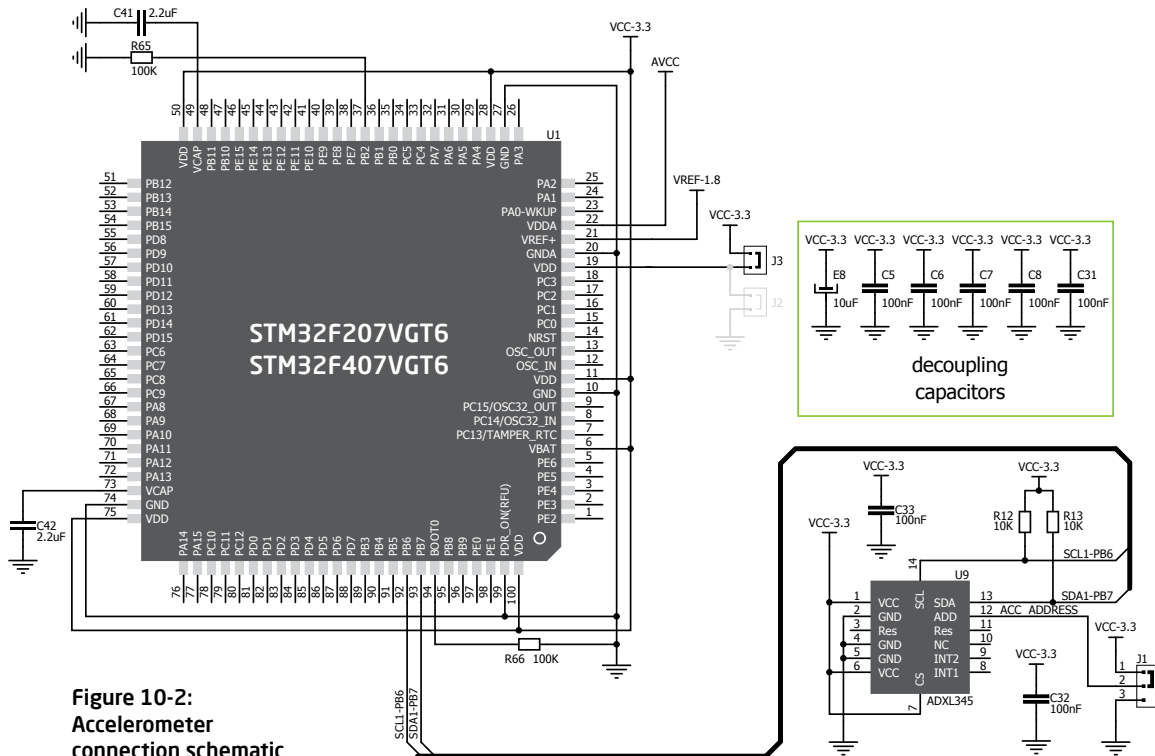 C41 2.2uF
R65
100K
VCC-3.3
AVCC
50 49 48 47 46 45 44 43 42 41 40 39 38 37 36 35 34 33 32 31 30 29 28 27 26
U1
VDD VCAP PB11 PB10 PE15 PE14 PE13 PE12 PE11 PE10 PE9 PE8 PE7 PB2 PB1 PB0 PC5 PC4 PA7 PA6 PA5 PA4 VDD GND PA3
51 PB12
52 PB13
53 PB14
54 PB15
55 PD8
56 PD9
57 PD10
58 PD11
59 PD12
60 PD13
61 PD14
62 PD15
63 PC6
64 PC7
65 PC8
66 PC9
67 PA8
68 PA9
69 PA10
70 PA11
71 PA12
72 PA13
73 VCAP
74 GND
75 VDD
STM32F207VGT6
STM32F407VGT6
PA2 25
PA1 24
PA0-WKUP 23
VDDA 22
VREF+ 21
GNDA 20
VDD 19
PC3 18
PC2 17
PC1 16
PC0 15
NRST 14
OSC_OUT 13
OSC_IN 12
VDD 11
GND 10
PC15/OSC32_OUT 9
PC14/OSC32_IN 8
PC13/TAMPER_RTC 7
VBAT 6
PE6 5
PE5 4
PE4 3
PE3 2
PE2 1
PA14 PA15 PC10 PC11 PC12 PD0 PD1 PD2 PD3 PD4 PD5 PD6 PD7 PB3 PB4 PB5 PB6 PB7 BOOT0 PB8 PB9 PE0 PE1 PDR_ON(RFU) VDD
76 77 78 79 80 81 82 83 84 85 86 87 88 89 90 91 92 93 94 95 96 97 98 99 100
C42
2.2uF
R66 100K
SCL1-PB6
SDA1-PB7
VREF-1.8
VCC-3.3
J3
J2
VCC-3.3 VCC-3.3 VCC-3.3 VCC-3.3 VCC-3.3 VCC-3.3
E8 C5 C6 C7 C8 C31
10uF 100nF 100nF 100nF 100nF 100nF
decoupling
capacitors
VCC-3.3
C33
100nF
VCC-3.3
VCC-3.3
R12
10K
R13
10K
SCL1-PB6
14
U9
SCL
SDA1-PB7
1 VCC
2 GND
3 Res
4 GND
5 GND
6 VCC
SDA 13
ADD 12 ACC ADDRESS
Res 11
NC 10
INT2 9
INT1 8
CS
7
ADXL345
VCC-3.3
C32
100nF
VCC-3.3
J1
1
2
3
Figure 10-2:
Accelerometer
connection schematic